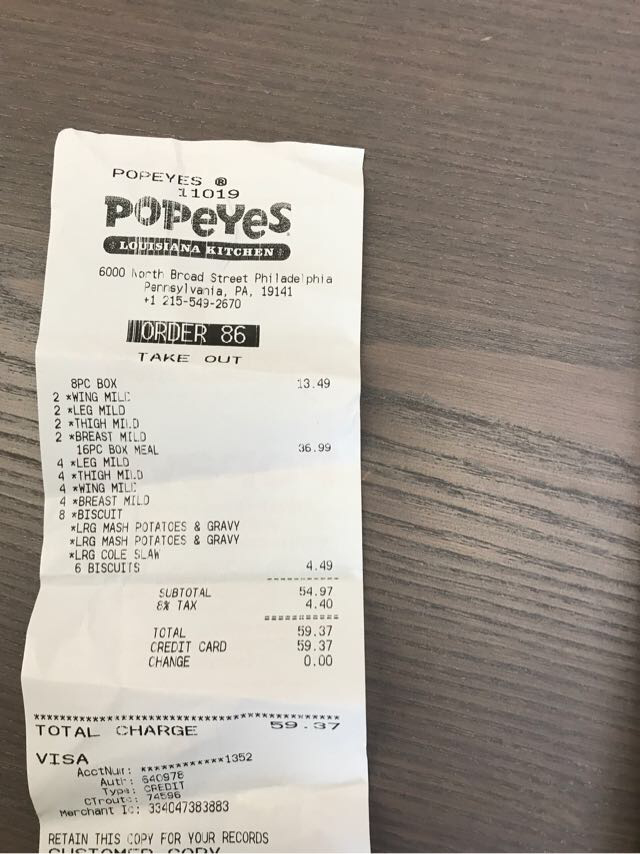 POPEYES ®
11019
POPEYES
LOUISIANA KITCHEN
6000 North Broad Street Philadelphia
Pennsylvania, PA, 19141
+1 215-549-2670
ORDER 86
TAKE OUT
8PC BOX 13.49
2 *WING MILD
2 *LEG MILD
2 *THIGH MILD
2 *BREAST MILD
16PC BOX MEAL 36.99
4 *LEG MILD
4 *THIGH MILD
4 *WING MILD
4 *BREAST MILD
8 *BISCUIT
*LRG MASH POTATOES & GRAVY
*LRG MASH POTATOES & GRAVY
*LRG COLE SLAW
6 BISCUITS 4.49
SUBTOTAL 54.97
8% TAX 4.40
TOTAL 59.37
CREDIT CARD 59.37
CHANGE 0.00
TOTAL CHARGE 59.37
VISA
AcctNum: ************1352
Auth: 640978
Type: CREDIT
CTrout: 74596
Merchant Id: 334047383883
RETAIN THIS COPY FOR YOUR RECORDS
CUSTOMER COPY